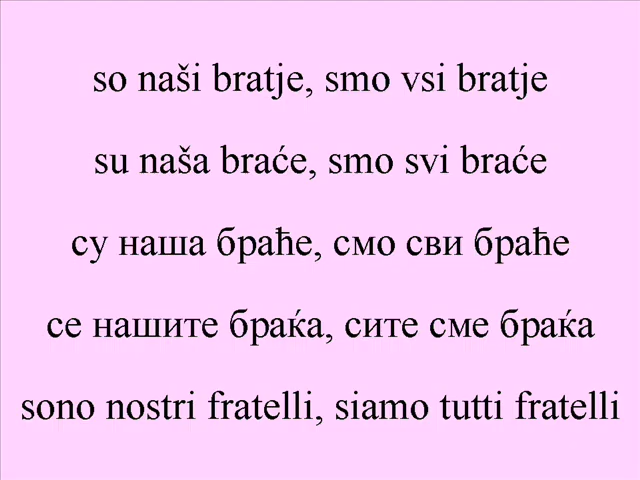 so naši bratje, smo vsi bratje
su naša braće, smo svi braće
су наша браће, смо сви браће
се нашите браќа, сите сме браќа
sono nostri fratelli, siamo tutti fratelli